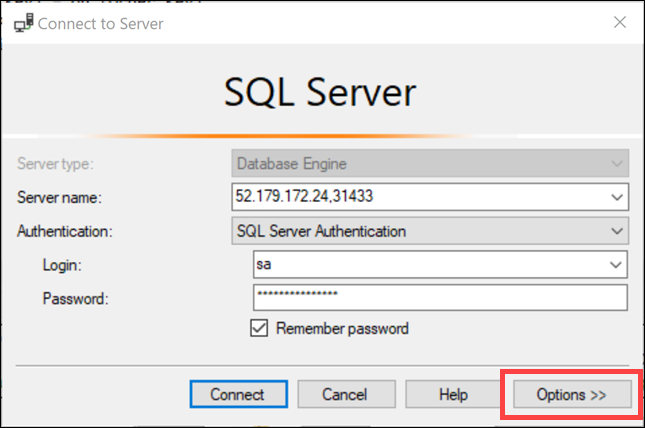 Connect to Server
SQL Server
Server type: Database Engine
Server name: 52.179.172.24,31433
Authentication: SQL Server Authentication
Login: sa
Password: ***************
Remember password
Connect Cancel Help Options >>